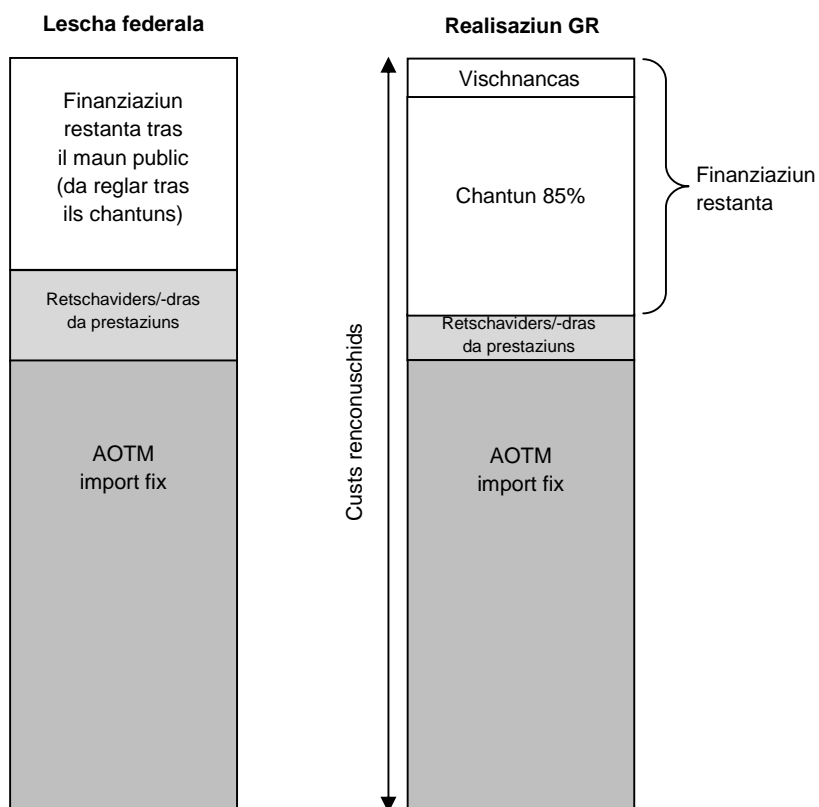 Lescha federala
Finanziaziun
restanta tras
il maun public
(da reglar tras
ils chantuns)
Retschaviders/-dras
da prestaziuns
AOTM
import fix
Realisaziun GR
Custs renconuschids
Vischnancas
Chantun 85%
Retschaviders/-dras
da prestaziuns
AOTM
import fix
Finanziaziun
restanta